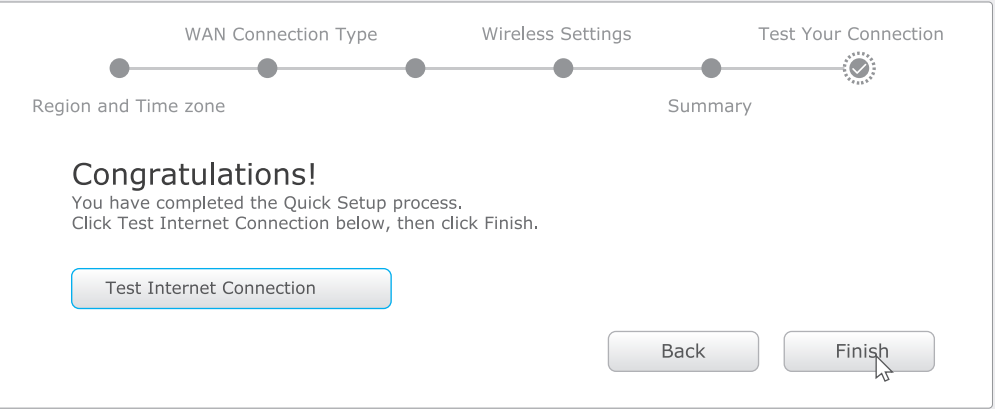 WAN Connection Type
Wireless Settings
Test Your Connection
Region and Time zone
Summary
Congratulations!
You have completed the Quick Setup process.
Click Test Internet Connection below, then click Finish.
Test Internet Connection
Back
Finish